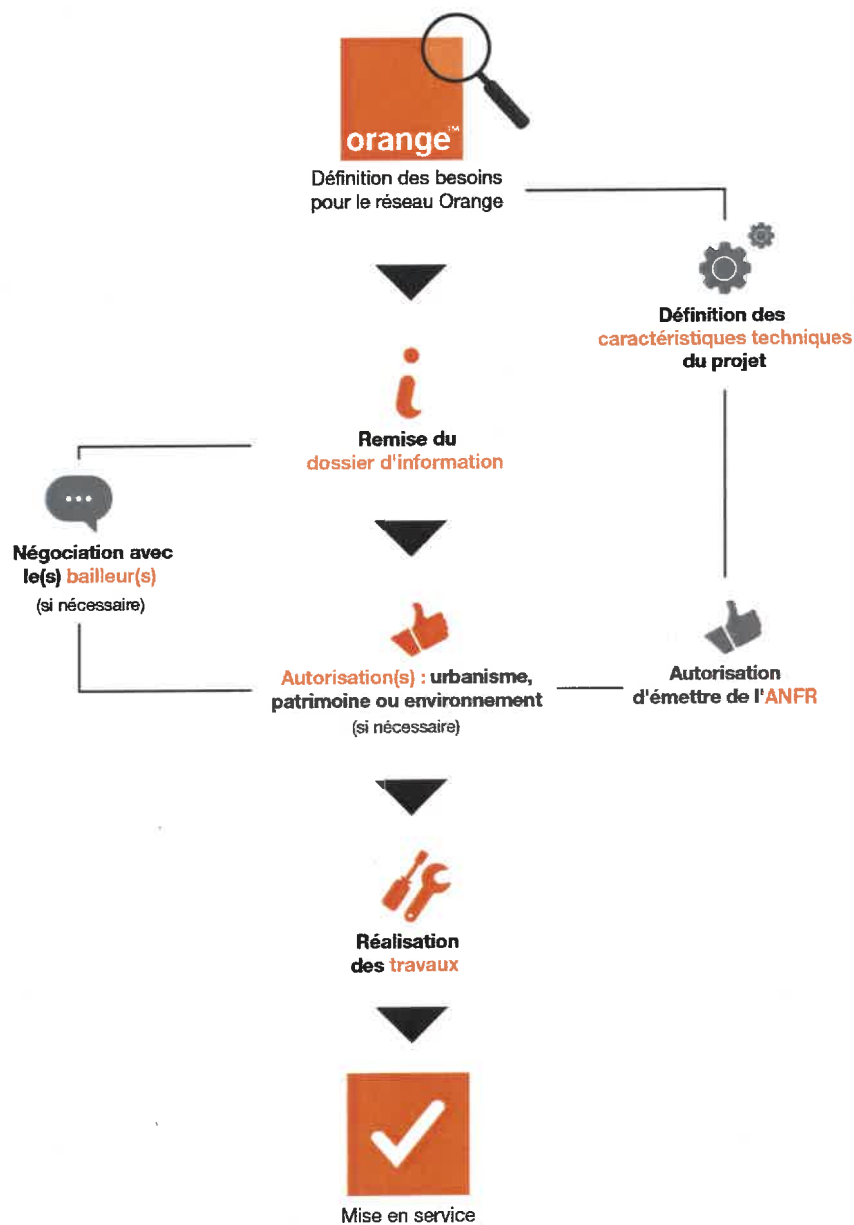 orange™
Définition des besoins
pour le réseau Orange
Définition des
caractéristiques techniques
du projet
Remise du
dossier d'information
Négociation avec
le(s) bailleur(s)
(si nécessaire)
Autorisation(s) : urbanisme,
patrimoine ou environnement
(si nécessaire)
Autorisation
d'émettre de l'ANFR
Réalisation
des travaux
Mise en service